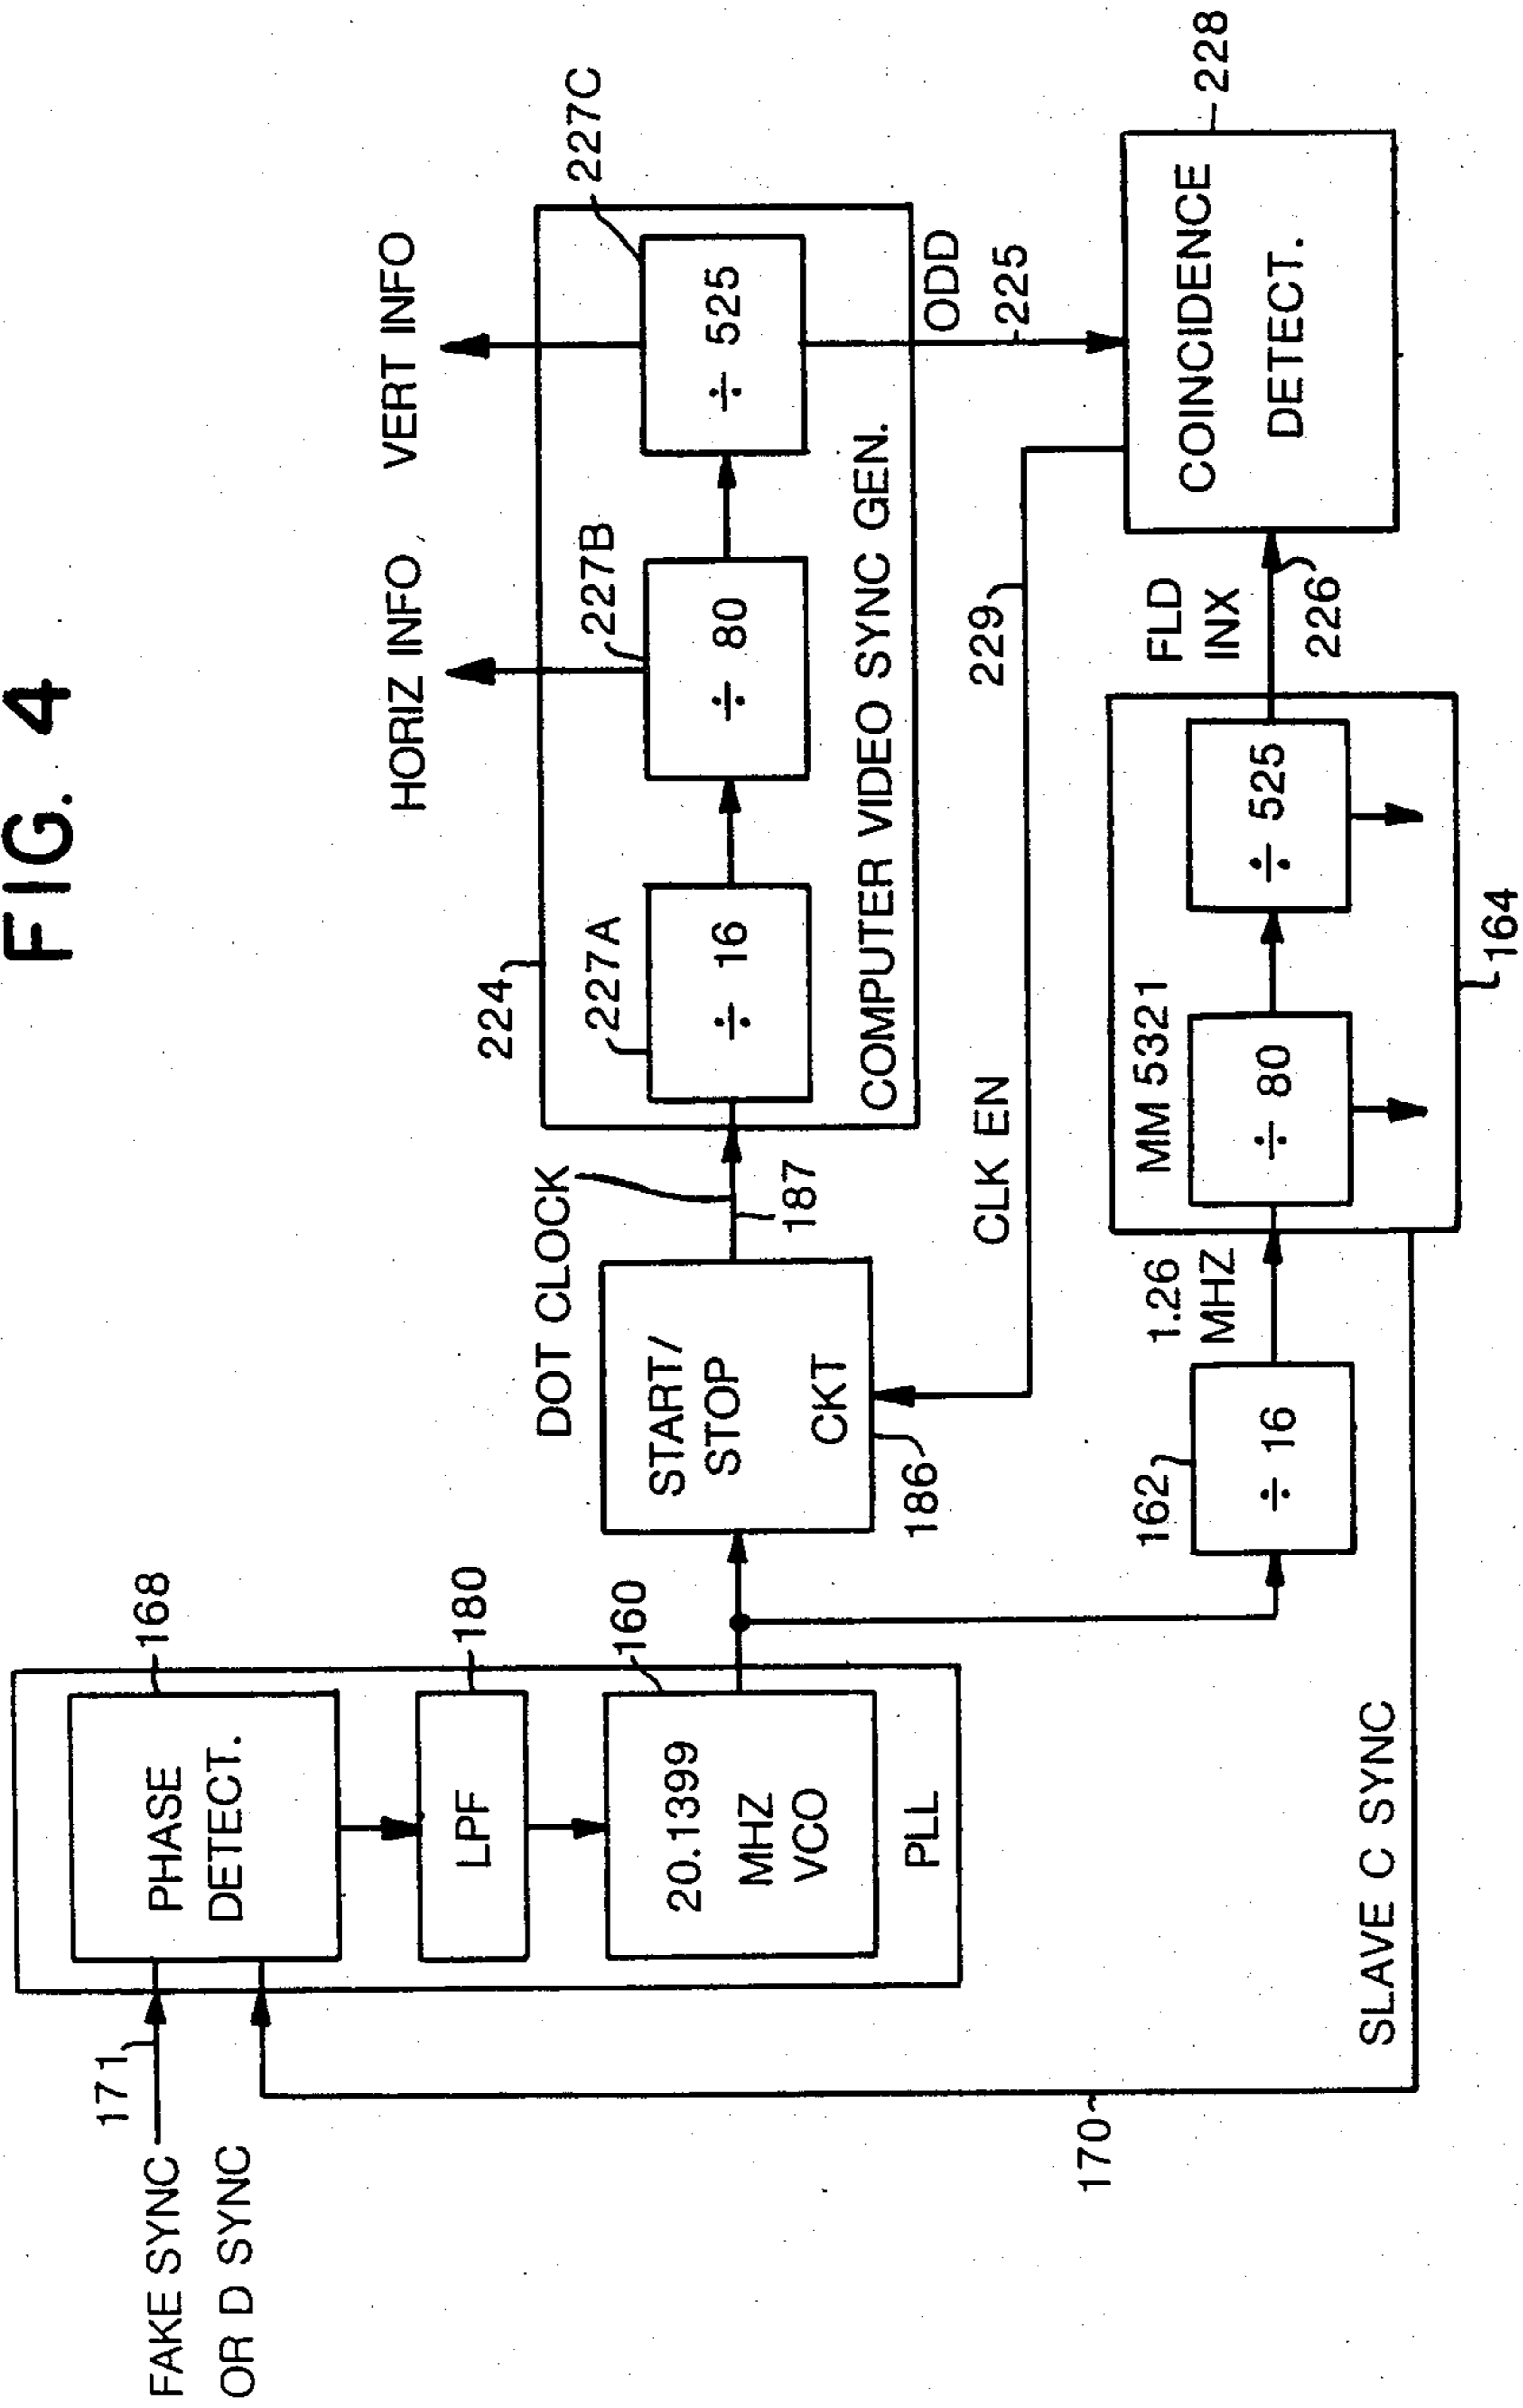 FIG. 4
FAKE SYNC
OR D SYNC
171
168
PHASE
DETECT.
180
LPF
160
20.1399
MHZ
VCO
PLL
170
SLAVE C SYNC
START/
STOP
CKT
186
DOT CLOCK
187
224
HORIZ INFO
VERT INFO
227A
÷ 16
227B
÷ 80
227C
÷ 525
COMPUTER VIDEO SYNC GEN.
ODD
225
CLK EN
229
162
÷ 16
1.26
MHZ
MM 5321
÷ 80
÷ 525
164
FLD
INX
226
COINCIDENCE
DETECT.
228